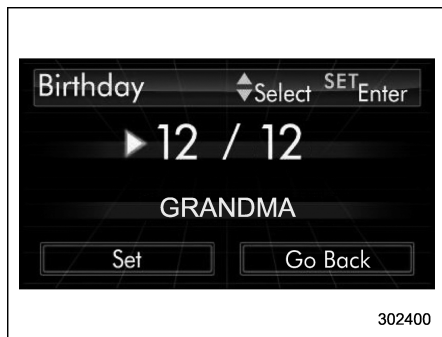 Birthday Select SET Enter
12 / 12
GRANDMA
Set Go Back
302400